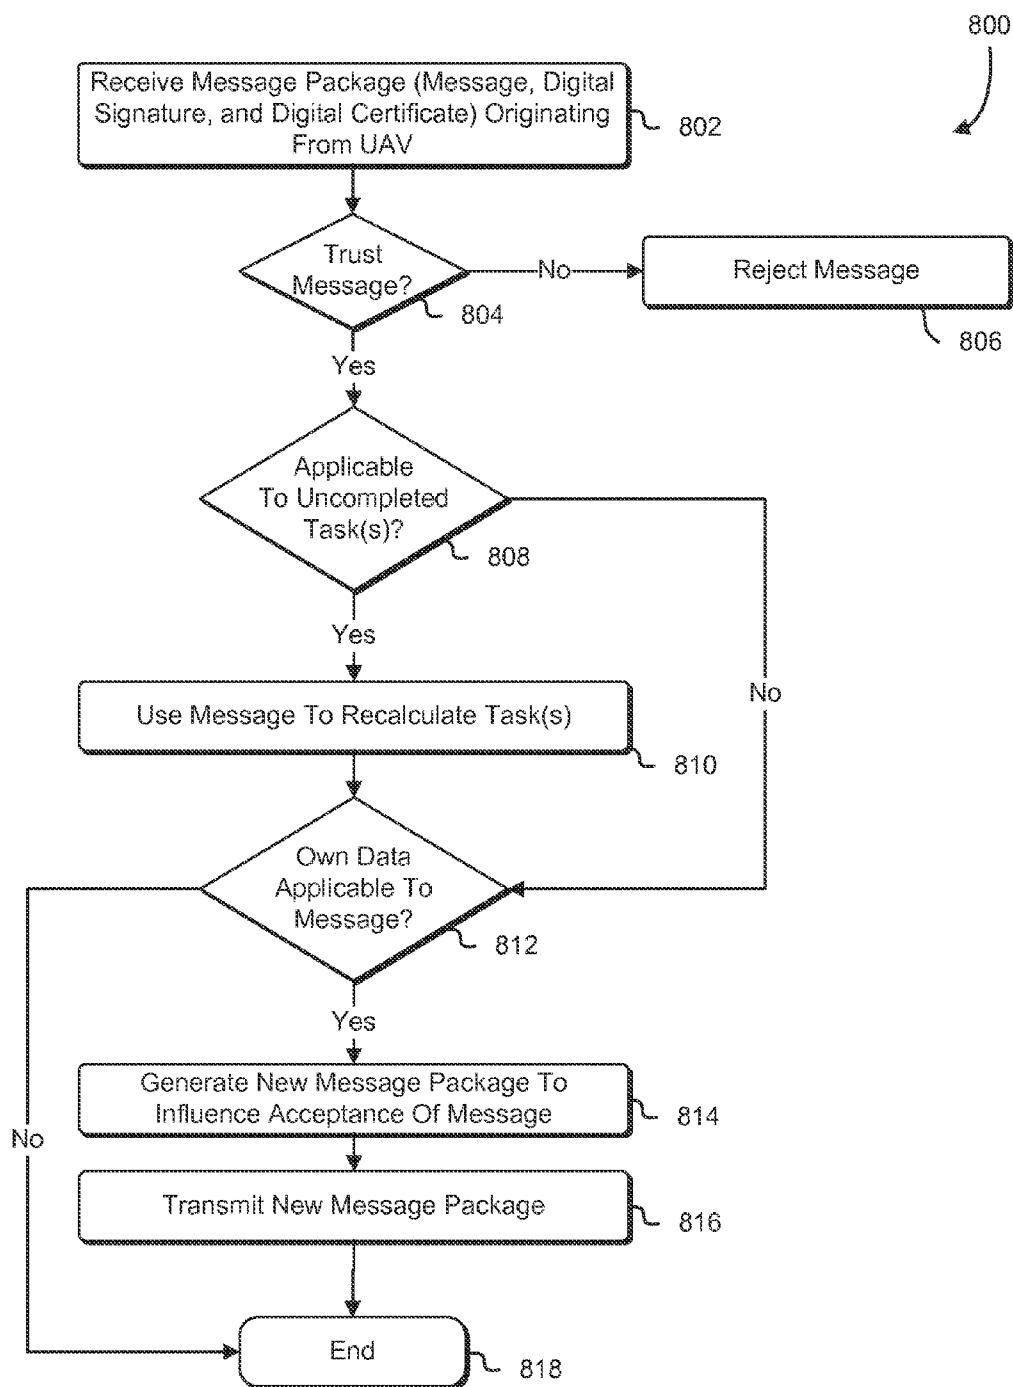 800
Receive Message Package (Message, Digital
Signature, and Digital Certificate) Originating
From UAV
802
Trust
Message?
804
No
Reject Message
806
Yes
Applicable
To Uncompleted
Task(s)?
808
Yes
No
Use Message To Recalculate Task(s)
810
Own Data
Applicable To
Message?
812
Yes
No
Generate New Message Package To
Influence Acceptance Of Message
814
Transmit New Message Package
816
End
818